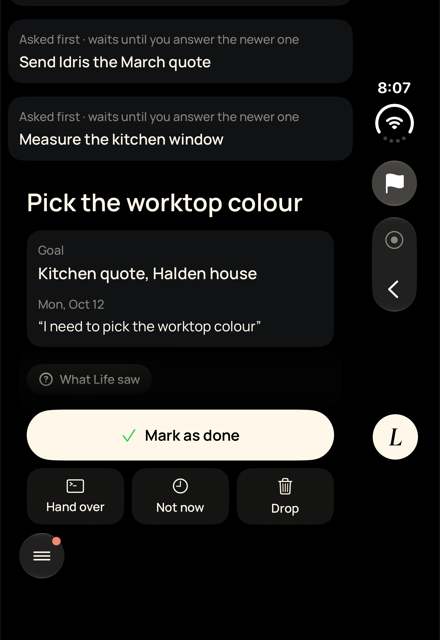 Asked first · waits until you answer the newer one
Send Idris the March quote
8:07
Asked first · waits until you answer the newer one
Measure the kitchen window
Pick the worktop colour
Goal
Kitchen quote, Halden house
Mon, Oct 12
“I need to pick the worktop colour”
What Life saw
Mark as done
L
Hand over
Not now
Drop